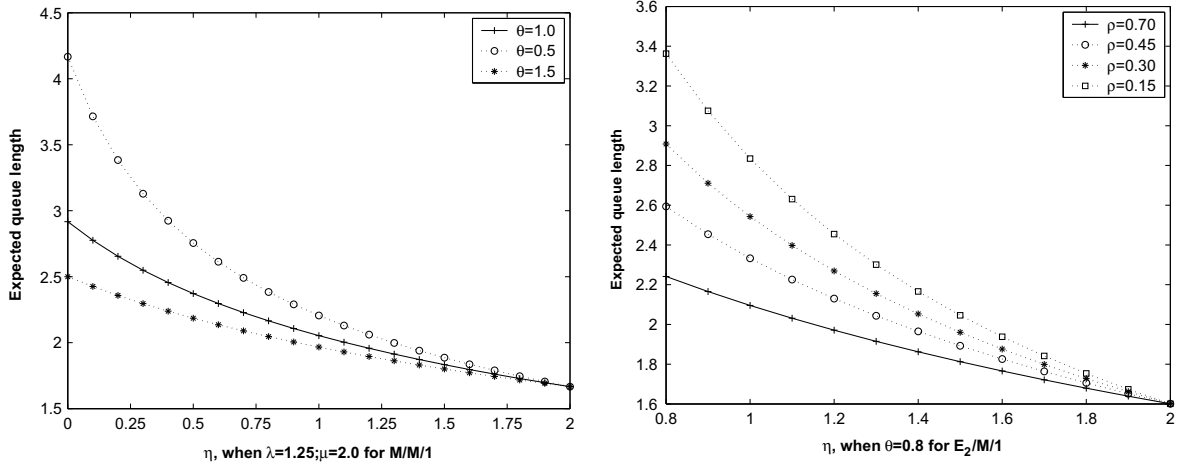 4.5
4
3.5
3
2.5
2
1.5
Expected queue length
0 0.25 0.5 0.75 1 1.25 1.5 1.75 2
η, when λ=1.25;μ=2.0 for M/M/1
θ=1.0
θ=0.5
θ=1.5
3.6
3.4
3.2
3
2.8
2.6
2.4
2.2
2
1.8
1.6
Expected queue length
0.8 1 1.2 1.4 1.6 1.8 2
η, when θ=0.8 for E₂/M/1
ρ=0.70
ρ=0.45
ρ=0.30
ρ=0.15